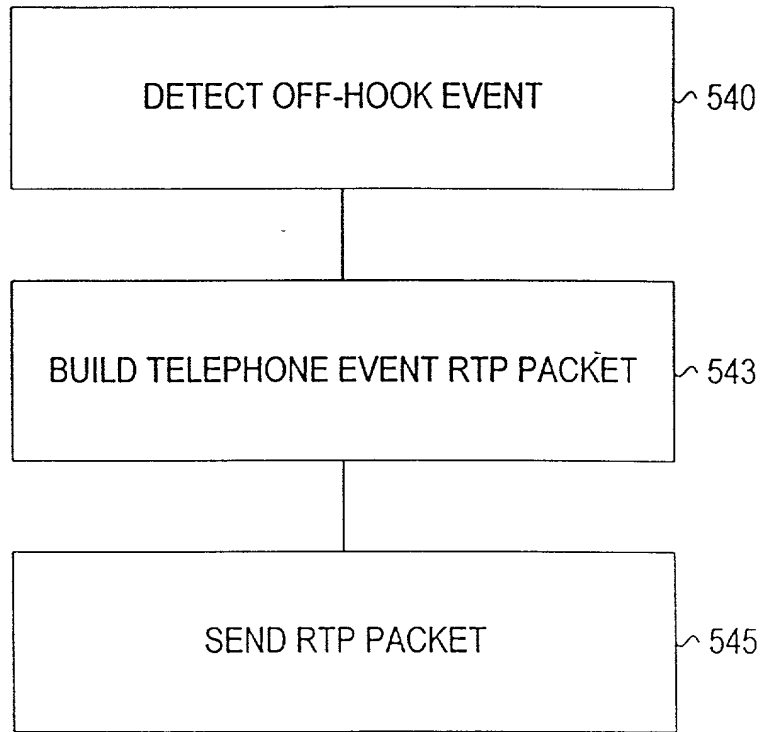 DETECT OFF-HOOK EVENT
540
BUILD TELEPHONE EVENT RTP PACKET
543
SEND RTP PACKET
545